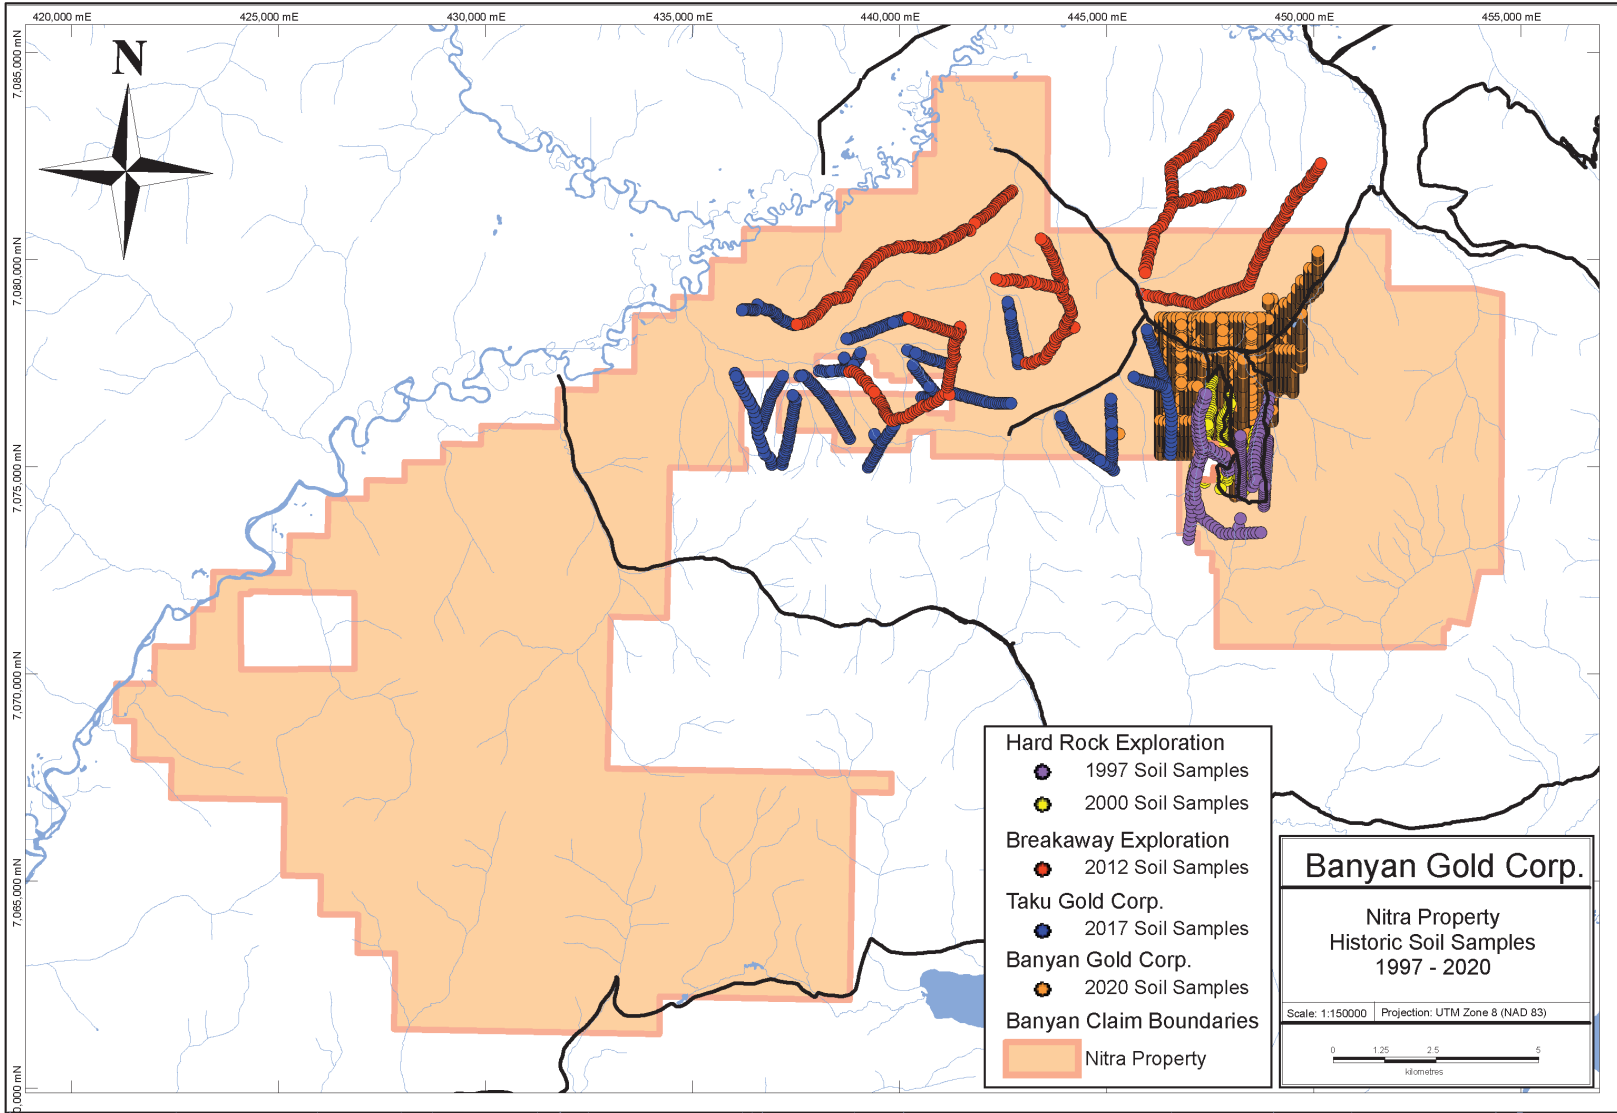 420,000 mE
425,000 mE
430,000 mE
435,000 mE
440,000 mE
445,000 mE
450,000 mE
455,000 mE
7,085,000 mN
7,080,000 mN
7,075,000 mN
7,070,000 mN
7,065,000 mN
0,000 mN
N
Hard Rock Exploration
1997 Soil Samples
2000 Soil Samples
Breakaway Exploration
2012 Soil Samples
Taku Gold Corp.
2017 Soil Samples
Banyan Gold Corp.
2020 Soil Samples
Banyan Claim Boundaries
Nitra Property
Banyan Gold Corp.
Nitra Property
Historic Soil Samples
1997 - 2020
Scale: 1:150000 Projection: UTM Zone 8 (NAD 83)
0 1.25 2.5 5
kilometres